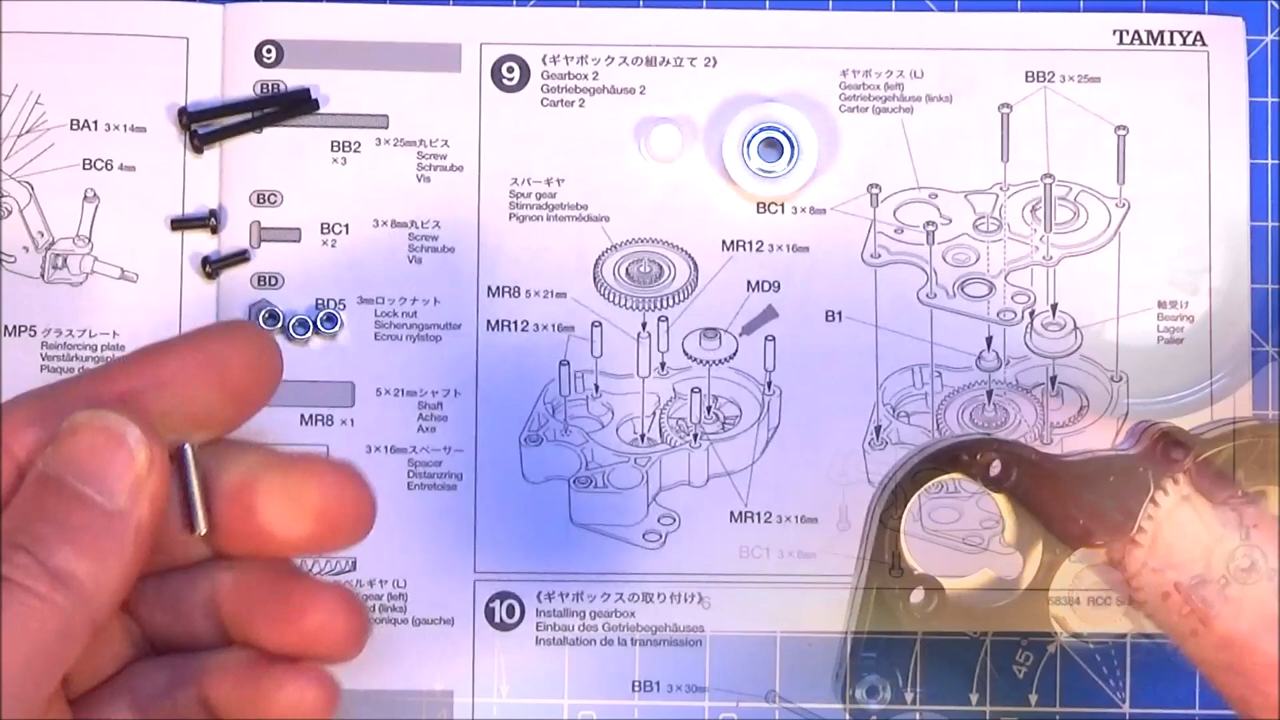 TAMIYA
BA1 3×14㎜
BC6 4㎜
MP5 グラスプレート
Reinforcing plate
9
BB
BB2
×3
3×25㎜丸ビス
Screw
Schraube
Vis
BC
BC1
×2
3×8㎜丸ビス
Screw
Schraube
Vis
BD
BD5
3㎜ロックナット
Lock nut
Sicherungsmutter
Ecrou nylstop
MR8 ×1
5×21㎜シャフト
Shaft
Achse
Axe
3×16㎜スペーサー
Spacer
Distanzring
Entretoise
ベルギヤ (L)
gear (left)
(links)
conique (gauche)
9
《ギヤボックスの組み立て 2》
Gearbox 2
Getriebegehäuse 2
Carter 2
スパーギヤ
Spur gear
Stirnradgetriebe
Pignon intermédiaire
MR12 3×16㎜
MR8 5×21㎜
MD9
MR12 3×16㎜
MR12 3×16㎜
ギヤボックス (L)
Gearbox (left)
Getriebegehäuse (links)
Carter (gauche)
BB2 3×25㎜
BC1 3×8㎜
B1
軸受け
Bearing
Lager
Palier
BC1 3×8㎜
10
《ギヤボックスの取り付け》
Installing gearbox
Einbau des Getriebegehäuses
Installation de la transmission
BB1 3×30㎜
6
58384 RCC
45°